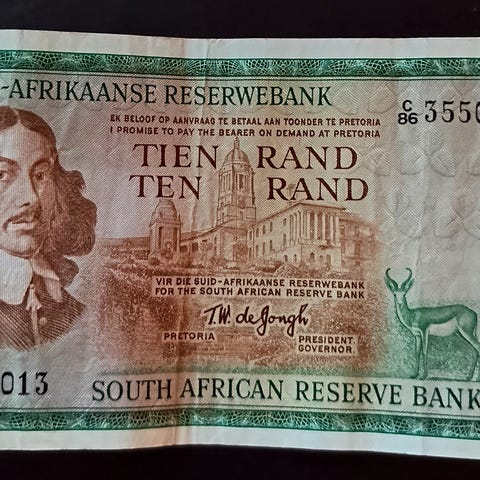 -AFRIKAANSE RESERWEBANK
C/86 3550
EK BELOOF OP AANVRAAG TE BETAAL AAN TOONDER TE PRETORIA
I PROMISE TO PAY THE BEARER ON DEMAND AT PRETORIA
TIEN RAND
TEN RAND
VIR DIE SUID-AFRIKAANSE RESERWEBANK
FOR THE SOUTH AFRICAN RESERVE BANK
T.W. de Jongh
PRETORIA
PRESIDENT.
GOVERNOR.
013
SOUTH AFRICAN RESERVE BANK